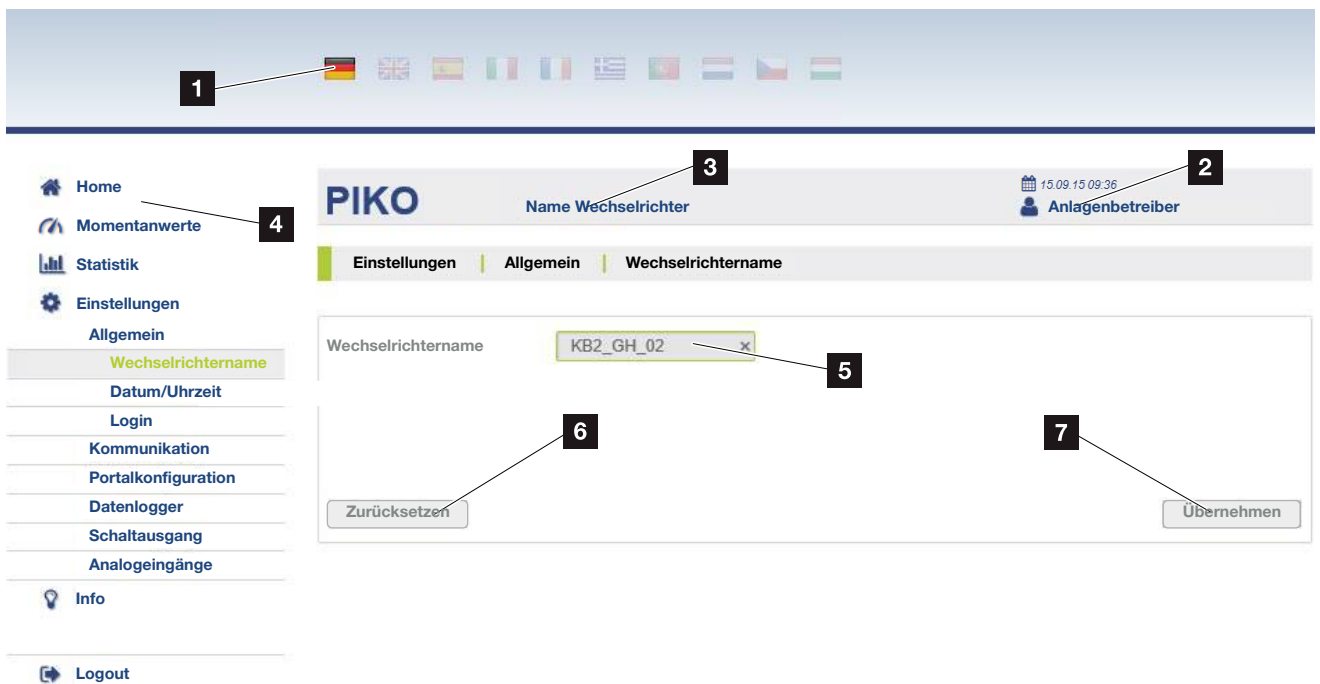 1
3
2
15.09.15 09:36
Home
PIKO
Name Wechselrichter
Anlagenbetreiber
4
Momentanwerte
Statistik
Einstellungen | Allgemein | Wechselrichtername
Einstellungen
Allgemein
Wechselrichtername
Datum/Uhrzeit
Login
Kommunikation
Portalkonfiguration
Datenlogger
Schaltausgang
Analogeingänge
Info
Logout
Wechselrichtername
KB2_GH_02 ×
5
6
7
Zurücksetzen
Übernehmen